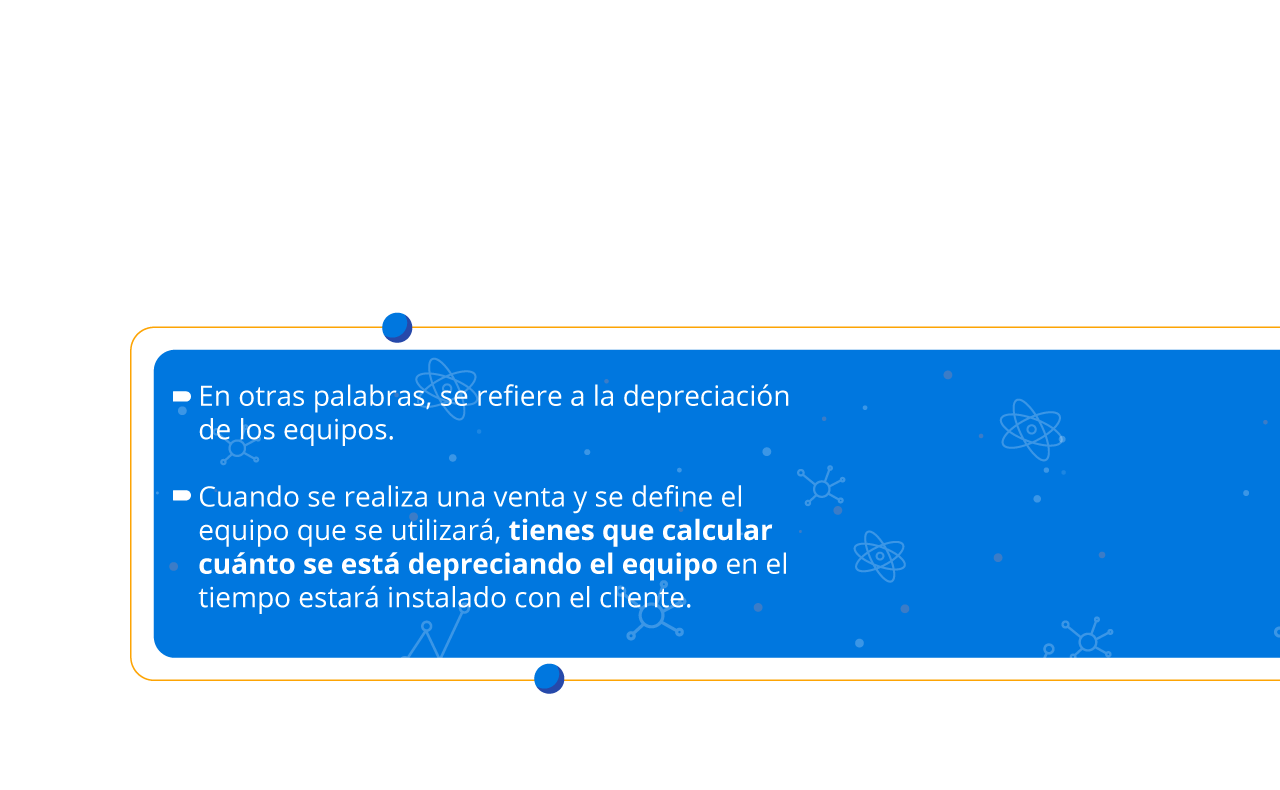 En otras palabras, se refiere a la depreciación
de los equipos.
Cuando se realiza una venta y se define el
equipo que se utilizará, tienes que calcular
cuánto se está depreciando el equipo en el
tiempo estará instalado con el cliente.